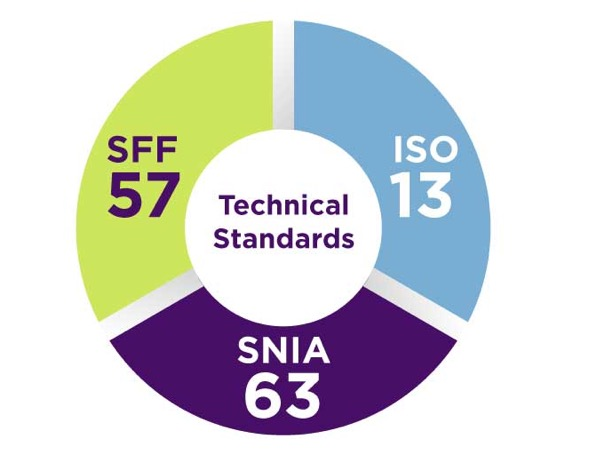 SFF
57
ISO
13
Technical
Standards
SNIA
63